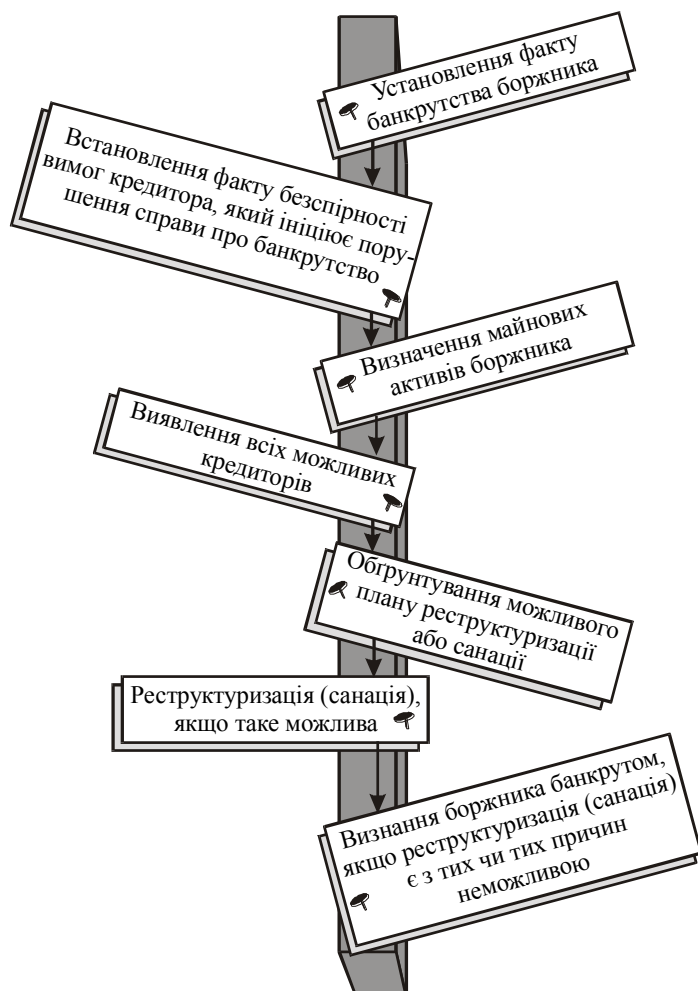 Установлення факту
банкрутства боржника
Встановлення факту безспірності
вимог кредитора, який ініціює пору-
шення справи про банкрутство
Визначення майнових
активів боржника
Виявлення всіх можливих
кредиторів
Обґрунтування можливого
плану реструктуризації
або санації
Реструктуризація (санація),
якщо таке можлива
Визнання боржника банкрутом,
якщо реструктуризація (санація)
є з тих чи тих причин
неможливою